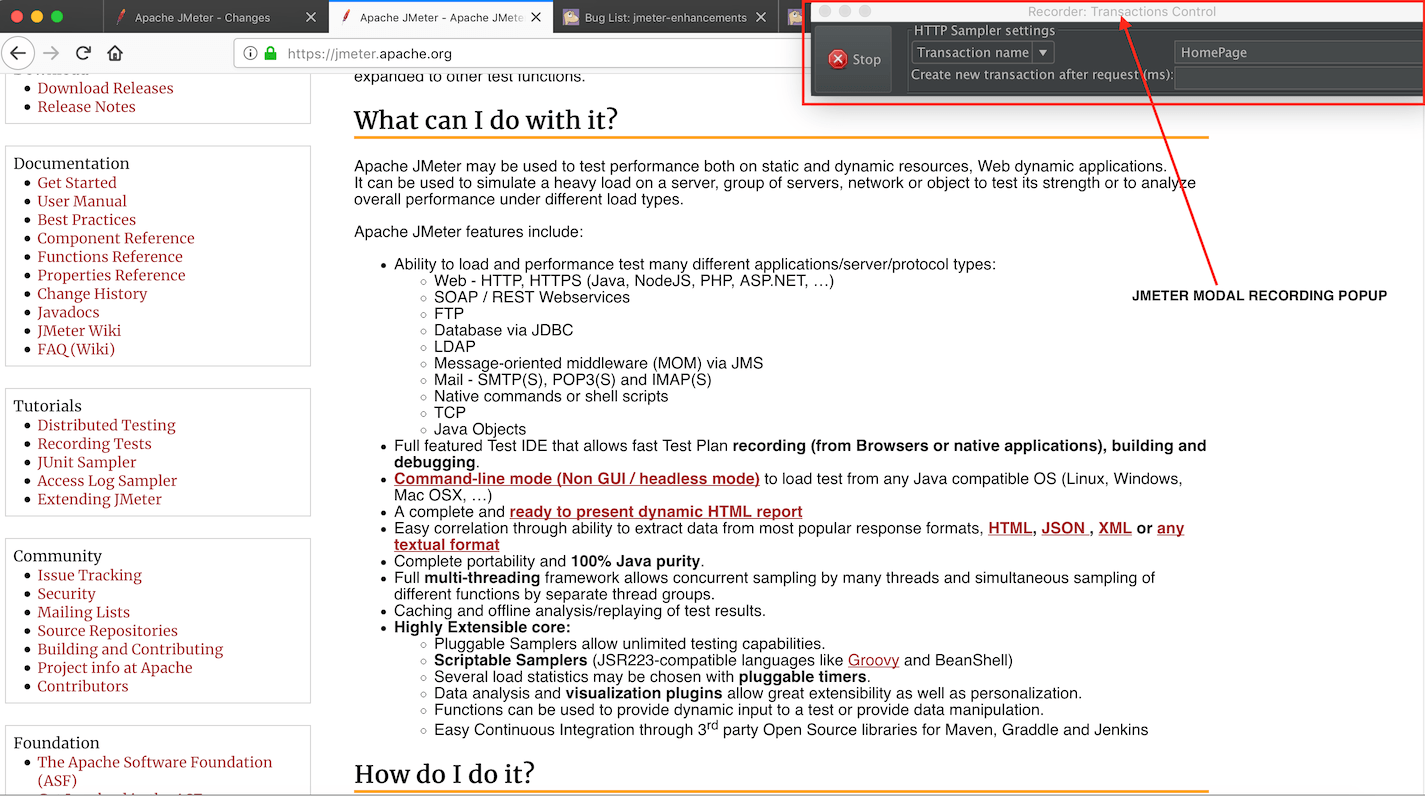 Apache JMeter - Changes
Apache JMeter - Apache JMete
Bug List: jmeter-enhancements
Recorder: Transactions Control
https://jmeter.apache.org
HTTP Sampler settings
Stop
Transaction name
HomePage
Create new transaction after request (ms):
JMETER MODAL RECORDING POPUP
Download Releases
Release Notes
Documentation
Get Started
User Manual
Best Practices
Component Reference
Functions Reference
Properties Reference
Change History
Javadocs
JMeter Wiki
FAQ (Wiki)
Tutorials
Distributed Testing
Recording Tests
JUnit Sampler
Access Log Sampler
Extending JMeter
Community
Issue Tracking
Security
Mailing Lists
Source Repositories
Building and Contributing
Project info at Apache
Contributors
Foundation
The Apache Software Foundation
(ASF)
expanded to other test functions.
What can I do with it?
Apache JMeter may be used to test performance both on static and dynamic resources, Web dynamic applications.
It can be used to simulate a heavy load on a server, group of servers, network or object to test its strength or to analyze
overall performance under different load types.
Apache JMeter features include:
Ability to load and performance test many different applications/server/protocol types:
Web - HTTP, HTTPS (Java, NodeJS, PHP, ASP.NET, …)
SOAP / REST Webservices
FTP
Database via JDBC
LDAP
Message-oriented middleware (MOM) via JMS
Mail - SMTP(S), POP3(S) and IMAP(S)
Native commands or shell scripts
TCP
Java Objects
Full featured Test IDE that allows fast Test Plan recording (from Browsers or native applications), building and
debugging.
Command-line mode (Non GUI / headless mode) to load test from any Java compatible OS (Linux, Windows,
Mac OSX, …)
A complete and ready to present dynamic HTML report
Easy correlation through ability to extract data from most popular response formats, HTML, JSON , XML or any
textual format
Complete portability and 100% Java purity.
Full multi-threading framework allows concurrent sampling by many threads and simultaneous sampling of
different functions by separate thread groups.
Caching and offline analysis/replaying of test results.
Highly Extensible core:
Pluggable Samplers allow unlimited testing capabilities.
Scriptable Samplers (JSR223-compatible languages like Groovy and BeanShell)
Several load statistics may be chosen with pluggable timers.
Data analysis and visualization plugins allow great extensibility as well as personalization.
Functions can be used to provide dynamic input to a test or provide data manipulation.
Easy Continuous Integration through 3rd party Open Source libraries for Maven, Graddle and Jenkins
How do I do it?